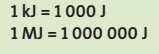 1 kJ = 1 000 J
1 MJ = 1 000 000 J